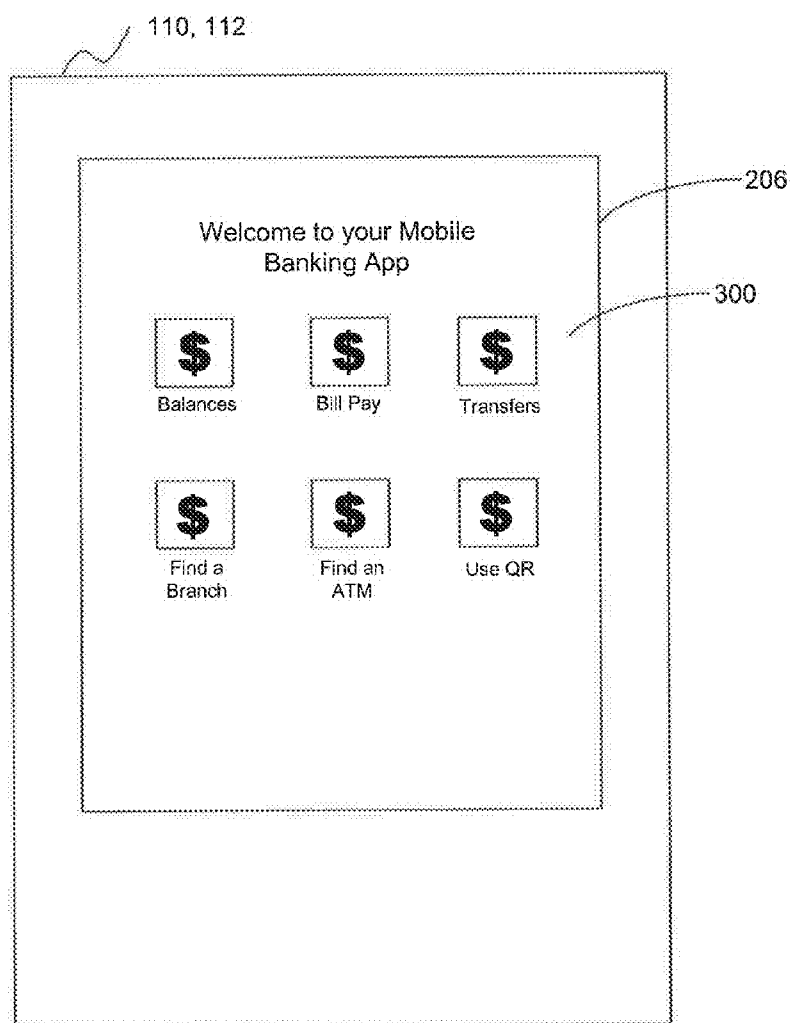 110, 112
206
Welcome to your Mobile
Banking App
300
$ $ $
Balances Bill Pay Transfers
$ $ $
Find a Find an Use QR
Branch ATM